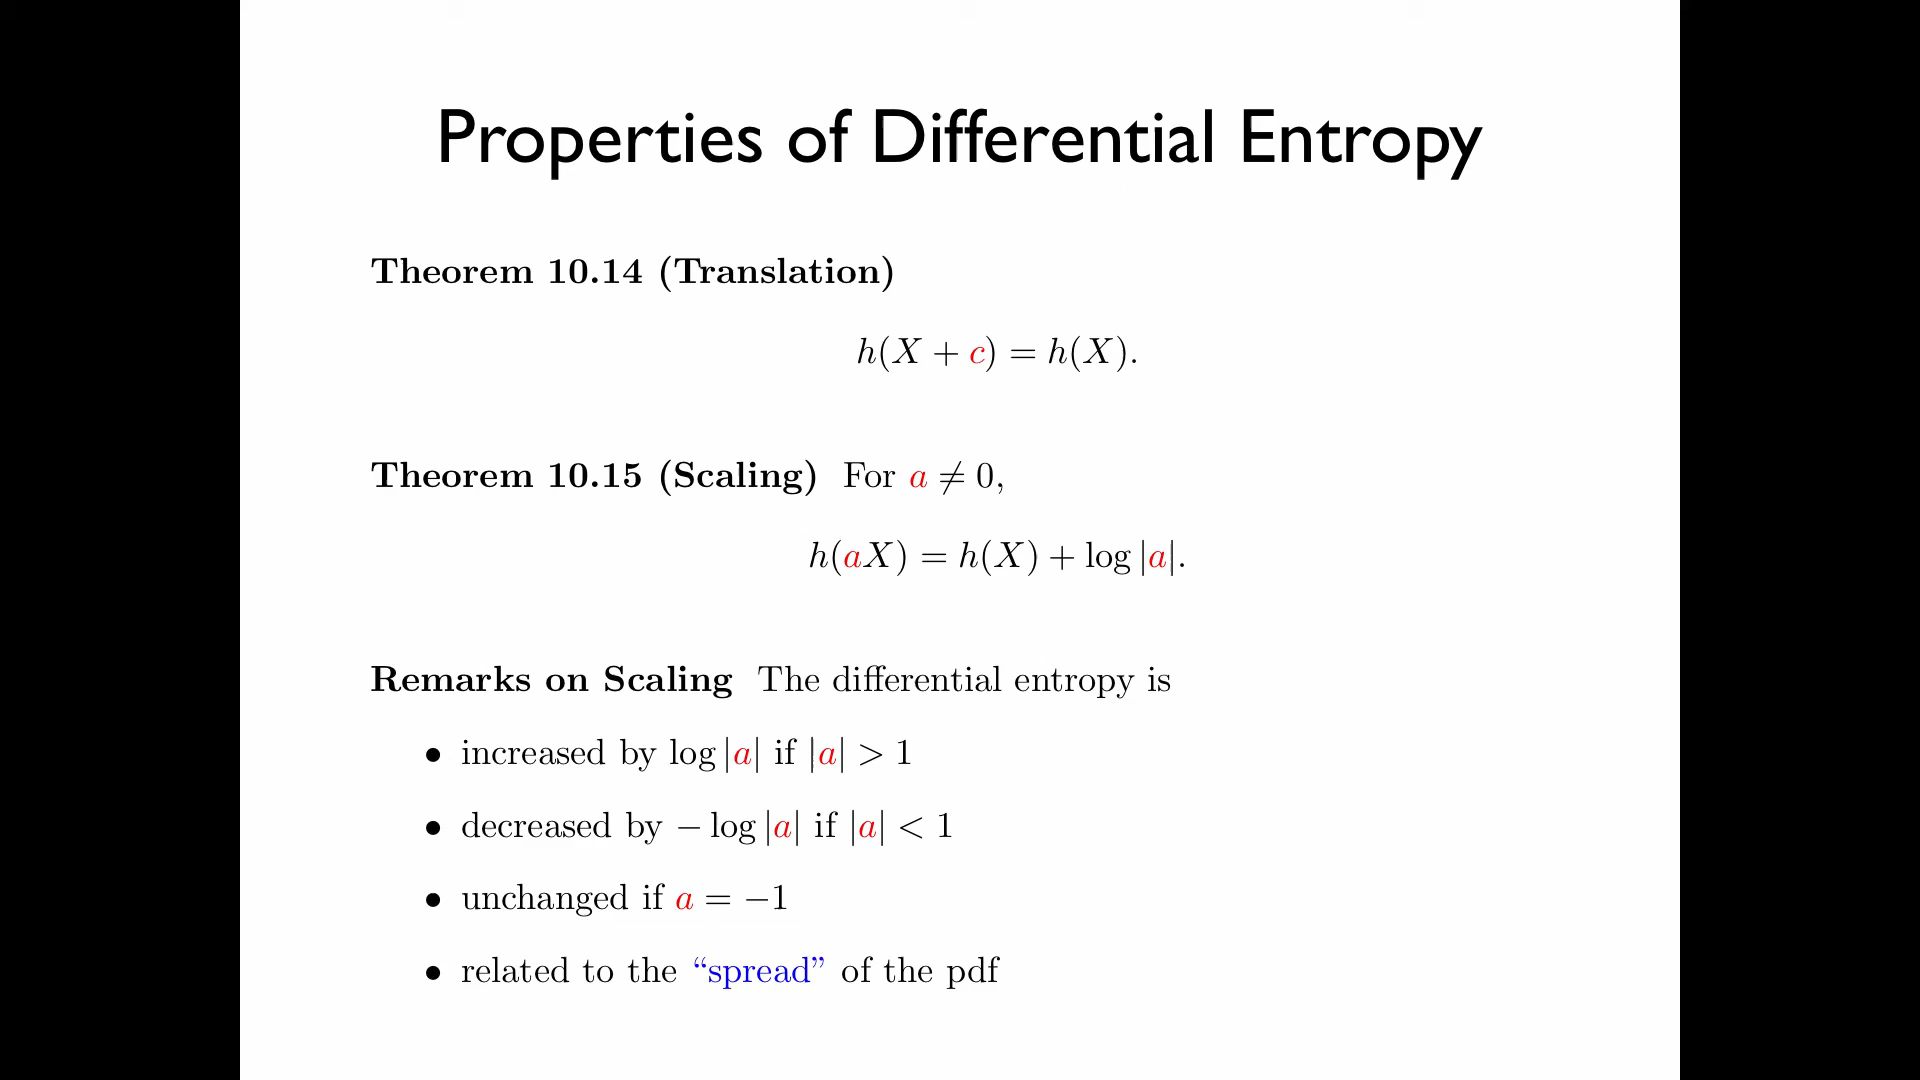 Properties of Differential Entropy
Theorem 10.14 (Translation)
h(X + c) = h(X).
Theorem 10.15 (Scaling) For a ≠ 0,
h(aX) = h(X) + log |a|.
Remarks on Scaling The differential entropy is
• increased by log |a| if |a| > 1
• decreased by − log |a| if |a| < 1
• unchanged if a = −1
• related to the “spread” of the pdf